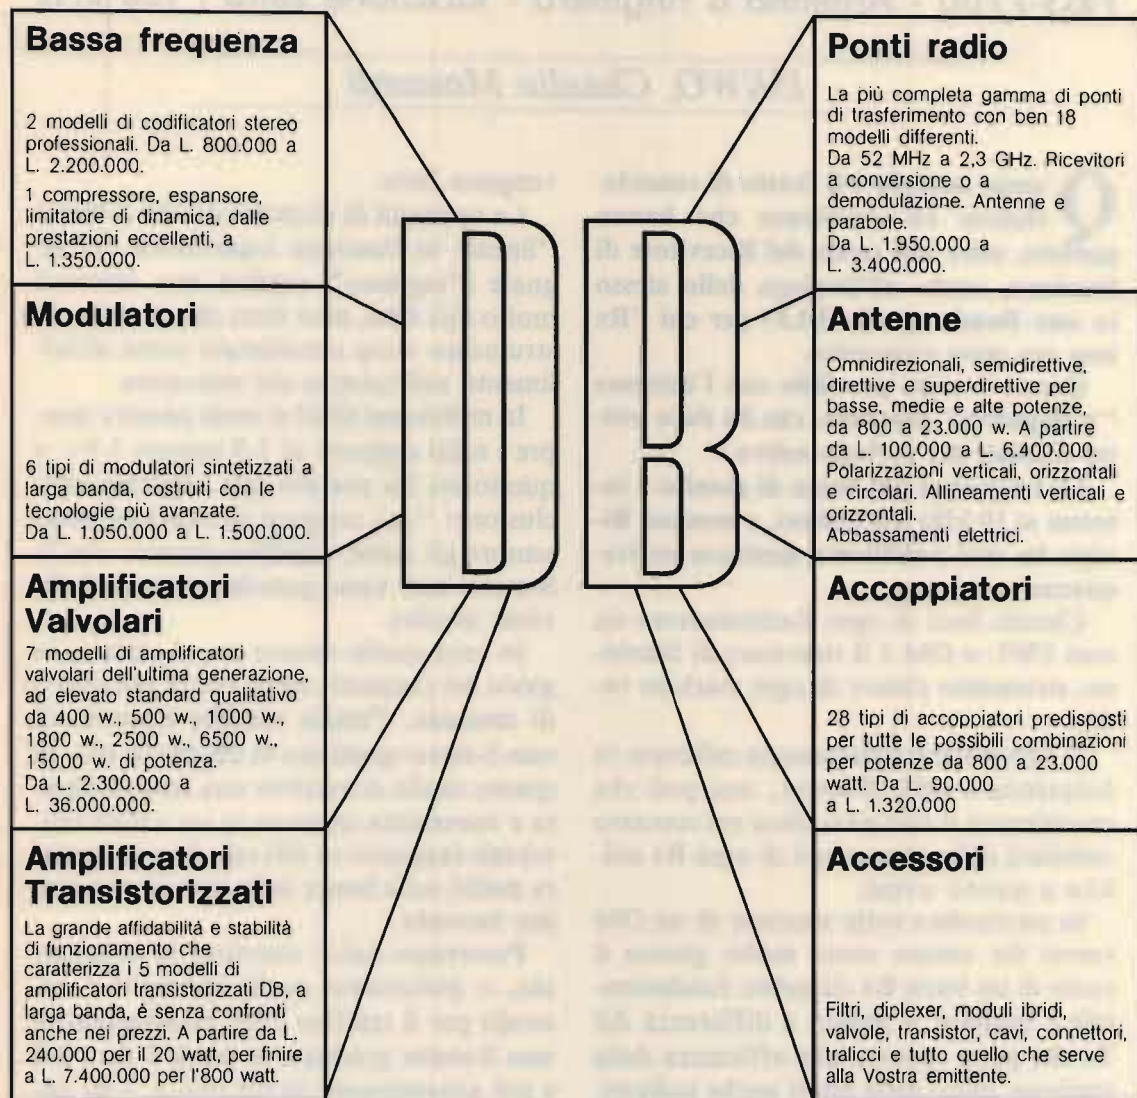 Bassa frequenza
2 modelli di codificatori stereo
professionali. Da L. 800.000 a
L. 2.200.000.
1 compressore, espansore,
limitatore di dinamica, dalle
prestazioni eccellenti, a
L. 1.350.000.
Modulatori
6 tipi di modulatori sintetizzati a
larga banda, costruiti con le
tecnologie più avanzate.
Da L. 1.050.000 a L. 1.500.000.
Amplificatori
Valvolari
7 modelli di amplificatori
valvolari dell'ultima generazione,
ad elevato standard qualitativo
da 400 w., 500 w., 1000 w.,
1800 w., 2500 w., 6500 w.,
15000 w. di potenza.
Da L. 2.300.000 a
L. 36.000.000.
Amplificatori
Transistorizzati
La grande affidabilità e stabilità
di funzionamento che
caratterizza i 5 modelli di
amplificatori transistorizzati DB, a
larga banda, è senza confronti
anche nei prezzi. A partire da L.
240.000 per il 20 watt, per finire
a L. 7.400.000 per l'800 watt.
DB
Ponti radio
La più completa gamma di ponti
di trasferimento con ben 18
modelli differenti.
Da 52 MHz a 2,3 GHz. Ricevitori
a conversione o a
demodulazione. Antenne e
parabole.
Da L. 1.950.000 a
L. 3.400.000.
Antenne
Omnidirezionali, semidirettive,
direttive e superdirettive per
basse, medie e alte potenze,
da 800 a 23.000 w. A partire
da L. 100.000 a L. 6.400.000.
Polarizzazioni verticali, orizzontali
e circolari. Allineamenti verticali e
orizzontali.
Abbassamenti elettrici.
Accoppiatori
28 tipi di accoppiatori predisposti
per tutte le possibili combinazioni
per potenze da 800 a 23.000
watt. Da L. 90.000
a L. 1.320.000
Accessori
Filtri, diplexer, moduli ibridi,
valvole, transistor, cavi, connettori,
tralicci e tutto quello che serve
alla Vostra emittente.